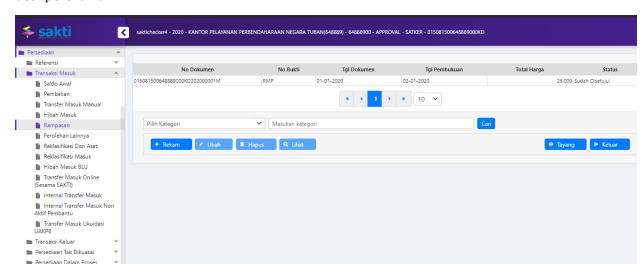 sakti
saktichecker4 - 2020 - KANTOR PELAYANAN PERBENDAHARAAN NEGARA TUBAN(648889) - 64888900 - APPROVAL - SATKER - 015081500648889000KD
Persediaan
Referensi
Transaksi Masuk
Saldo Awal
Pembelian
Transfer Masuk Manual
Hibah Masuk
Rampasan
Perolehan Lainnya
Reklasifikasi Dari Aset
Reklasifikasi Masuk
Hibah Masuk BLU
Transfer Masuk Online
(Sesama SAKTI)
Internal Transfer Masuk
Internal Transfer Masuk Non
Aktif Pembantu
Transfer Masuk Likuidasi
UAKPB
Transaksi Keluar
Persediaan Tak Dikuasai
Persediaan Dalam Proses
No Dokumen No Bukti Tgl Dokumen Tgl Pembukuan Total Harga Status
015081500648889000KD202000001M RMP 01-01-2020 02-01-2020 25.000 Sudah Disetujui
1 10
Pilih Kategori Masukan kategori Cari
Rekam Ubah Hapus Lihat Tayang Keluar